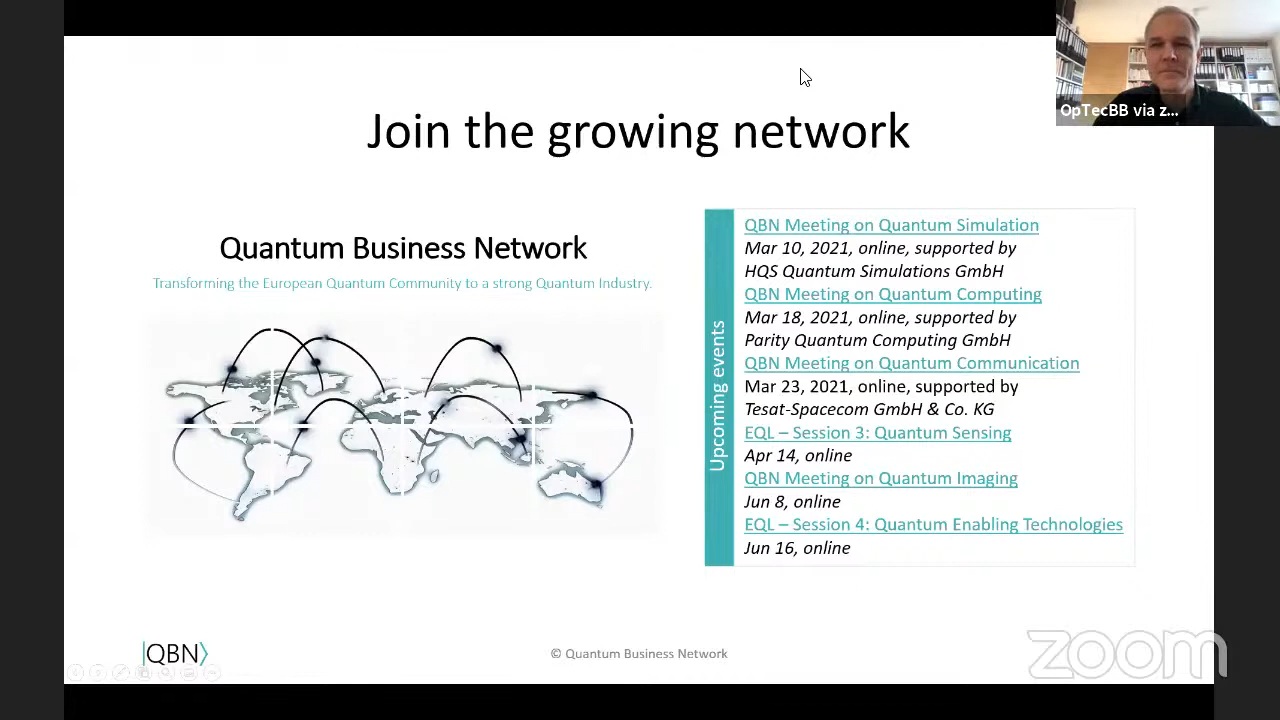 OpTecBB via z...
Join the growing network
Quantum Business Network
Transforming the European Quantum Community to a strong Quantum Industry.
Upcoming events
QBN Meeting on Quantum Simulation
Mar 10, 2021, online, supported by
HQS Quantum Simulations GmbH
QBN Meeting on Quantum Computing
Mar 18, 2021, online, supported by
Parity Quantum Computing GmbH
QBN Meeting on Quantum Communication
Mar 23, 2021, online, supported by
Tesat-Spacecom GmbH & Co. KG
EQL – Session 3: Quantum Sensing
Apr 14, online
QBN Meeting on Quantum Imaging
Jun 8, online
EQL – Session 4: Quantum Enabling Technologies
Jun 16, online
|QBN⟩
© Quantum Business Network
zoom